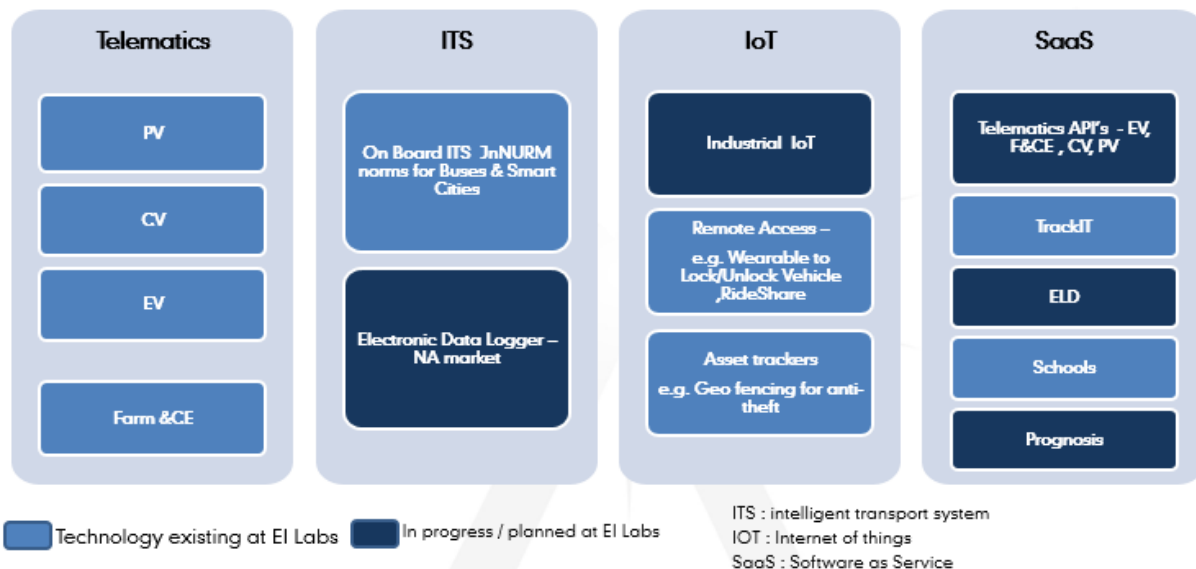 Telematics
PV
CV
EV
Farm &CE
ITS
On Board ITS JnNURM
norms for Buses & Smart
Cities
Electronic Data Logger –
NA market
IoT
Industrial IoT
Remote Access –
e.g. Wearable to
Lock/Unlock Vehicle
,RideShare
Asset trackers
e.g. Geo fencing for anti-
theft
SaaS
Telematics API's - EV,
F&CE , CV, PV
TrackIT
ELD
Schools
Prognosis
Technology existing at EI Labs
In progress / planned at EI Labs
ITS : intelligent transport system
IOT : Internet of things
SaaS : Software as Service